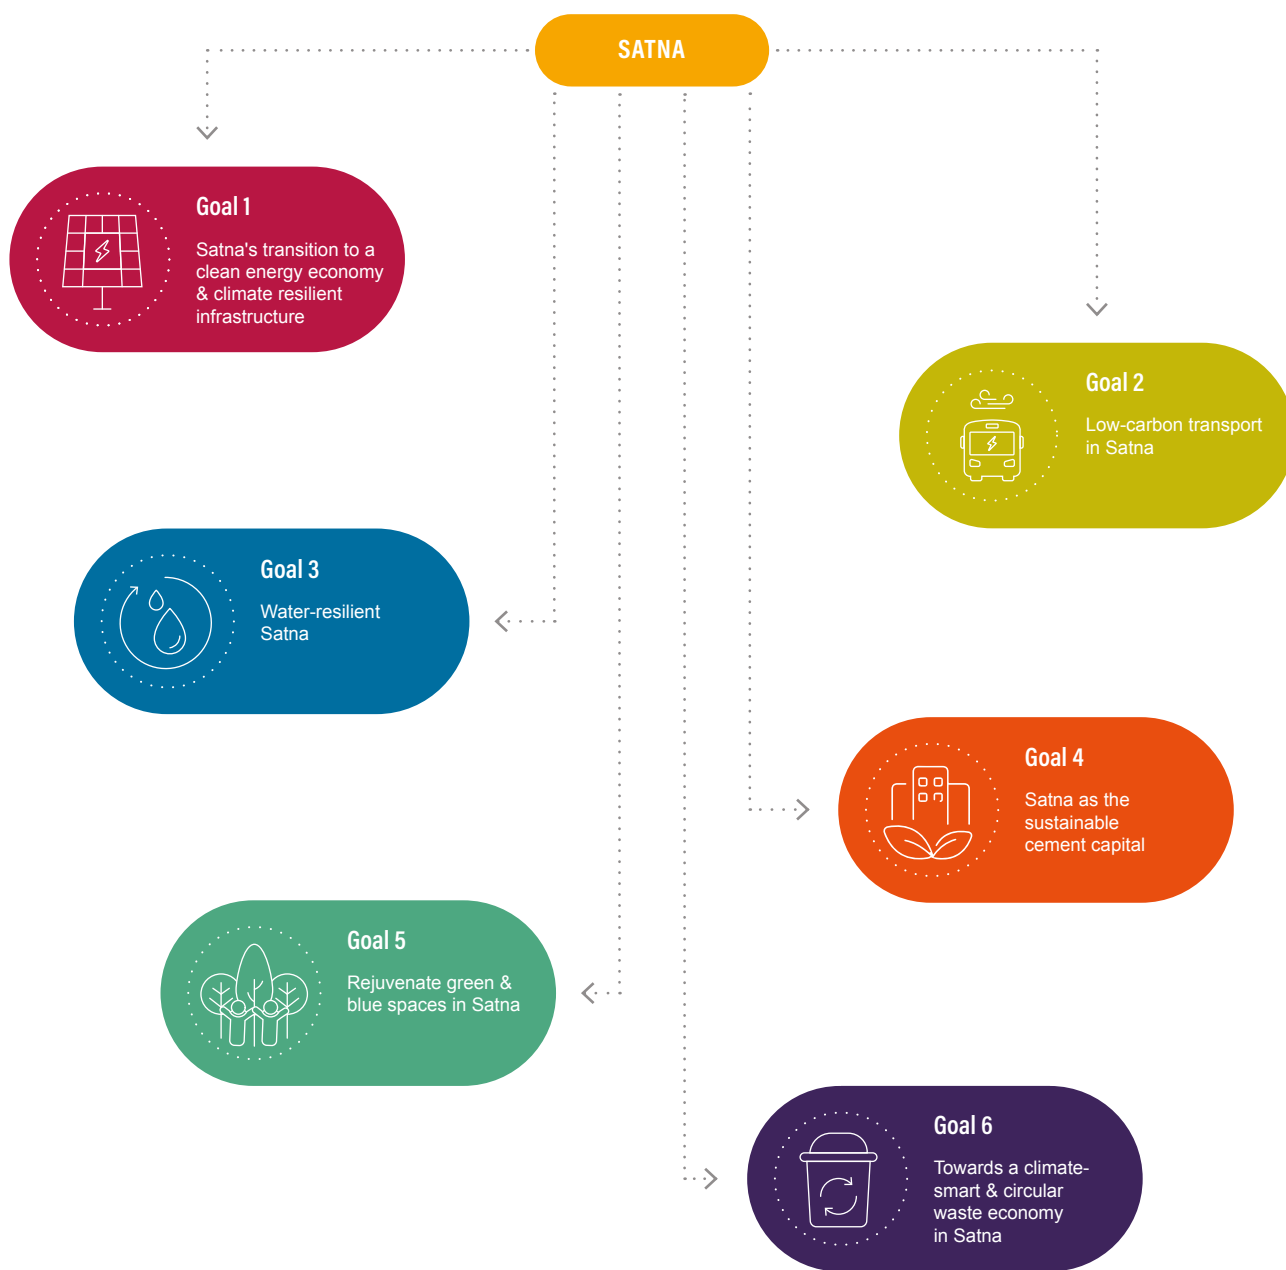 SATNA
Goal 1
Satna's transition to a
clean energy economy
& climate resilient
infrastructure
Goal 2
Low-carbon transport
in Satna
Goal 3
Water-resilient
Satna
Goal 4
Satna as the
sustainable
cement capital
Goal 5
Rejuvenate green &
blue spaces in Satna
Goal 6
Towards a climate-
smart & circular
waste economy
in Satna